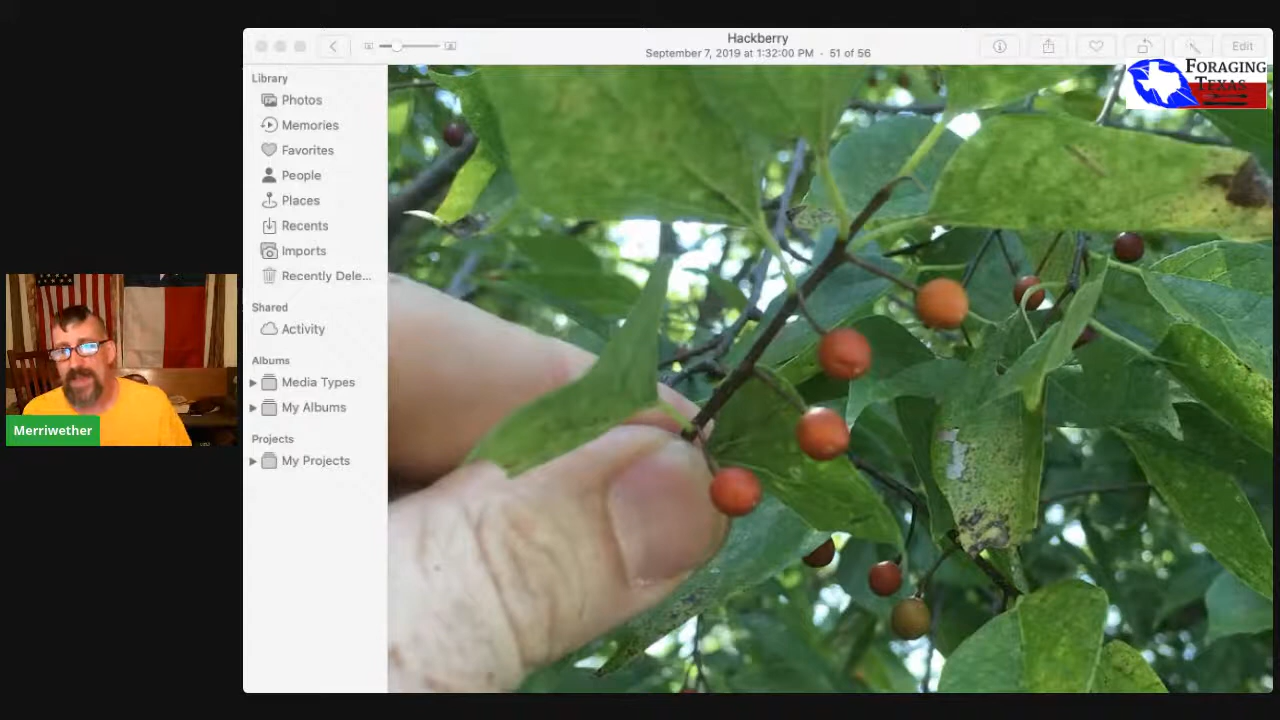 Hackberry
September 7, 2019 at 1:32:00 PM - 51 of 56
Edit
FORAGING
TEXAS
Library
Photos
Memories
Favorites
People
Places
Recents
Imports
Recently Dele...
Shared
Activity
Albums
Media Types
My Albums
Projects
My Projects
Merriwether